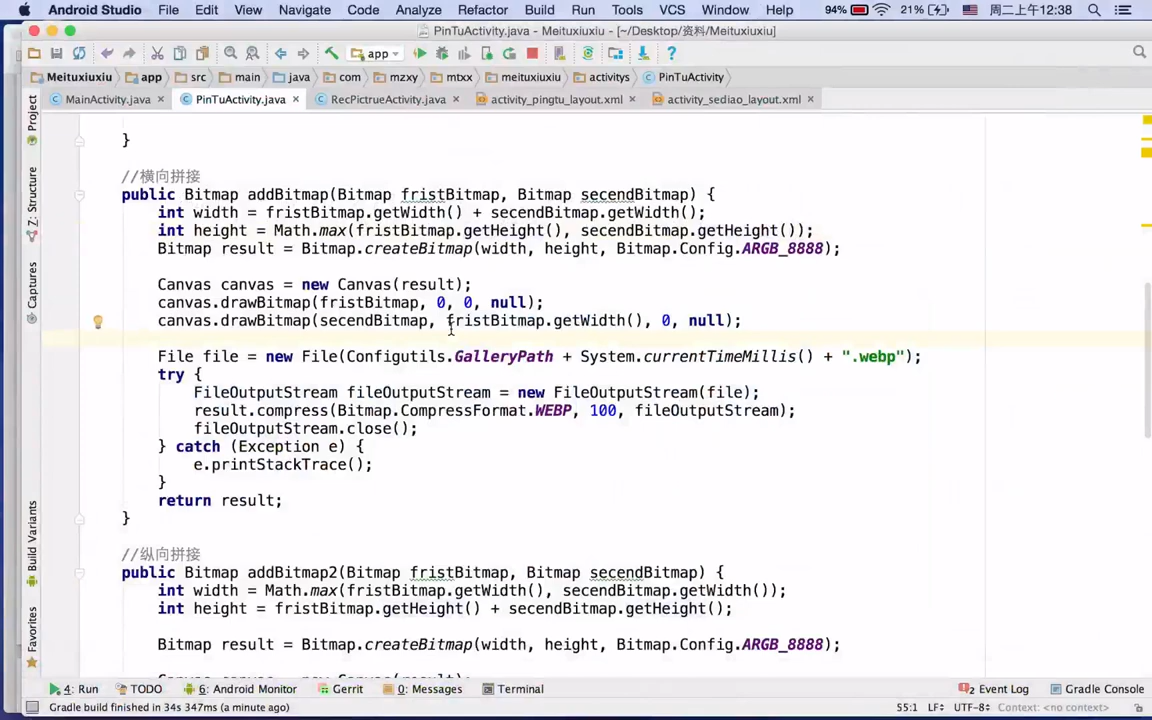 Android Studio File Edit View Navigate Code Analyze Refactor Build Run Tools VCS Window Help 94% 21% 周二上午12:38
PinTuActivity.java - Meituxiuxiu - [~/Desktop/资料/Meituxiuxiu]
app
Meituxiuxiu app src main java com mzxy mtxx meituxiuxiu activitys PinTuActivity
MainActivity.java PinTuActivity.java RecPictrueActivity.java activity_pingtu_layout.xml activity_sediao_layout.xml
Project
Z: Structure
Captures
Build Variants
Favorites
}
//横向拼接
public Bitmap addBitmap(Bitmap fristBitmap, Bitmap secendBitmap) {
int width = fristBitmap.getWidth() + secendBitmap.getWidth();
int height = Math.max(fristBitmap.getHeight(), secendBitmap.getHeight());
Bitmap result = Bitmap.createBitmap(width, height, Bitmap.Config.ARGB_8888);
Canvas canvas = new Canvas(result);
canvas.drawBitmap(fristBitmap, 0, 0, null);
canvas.drawBitmap(secendBitmap, fristBitmap.getWidth(), 0, null);
File file = new File(Configutils.GalleryPath + System.currentTimeMillis() + ".webp");
try {
FileOutputStream fileOutputStream = new FileOutputStream(file);
result.compress(Bitmap.CompressFormat.WEBP, 100, fileOutputStream);
fileOutputStream.close();
} catch (Exception e) {
e.printStackTrace();
}
return result;
}
//纵向拼接
public Bitmap addBitmap2(Bitmap fristBitmap, Bitmap secendBitmap) {
int width = Math.max(fristBitmap.getWidth(), secendBitmap.getWidth());
int height = fristBitmap.getHeight() + secendBitmap.getHeight();
Bitmap result = Bitmap.createBitmap(width, height, Bitmap.Config.ARGB_8888);
4: Run TODO 6: Android Monitor Gerrit 0: Messages Terminal 2 Event Log Gradle Console
Gradle build finished in 34s 347ms (a minute ago) 55:1 LF÷ UTF-8÷ Context: <no context>